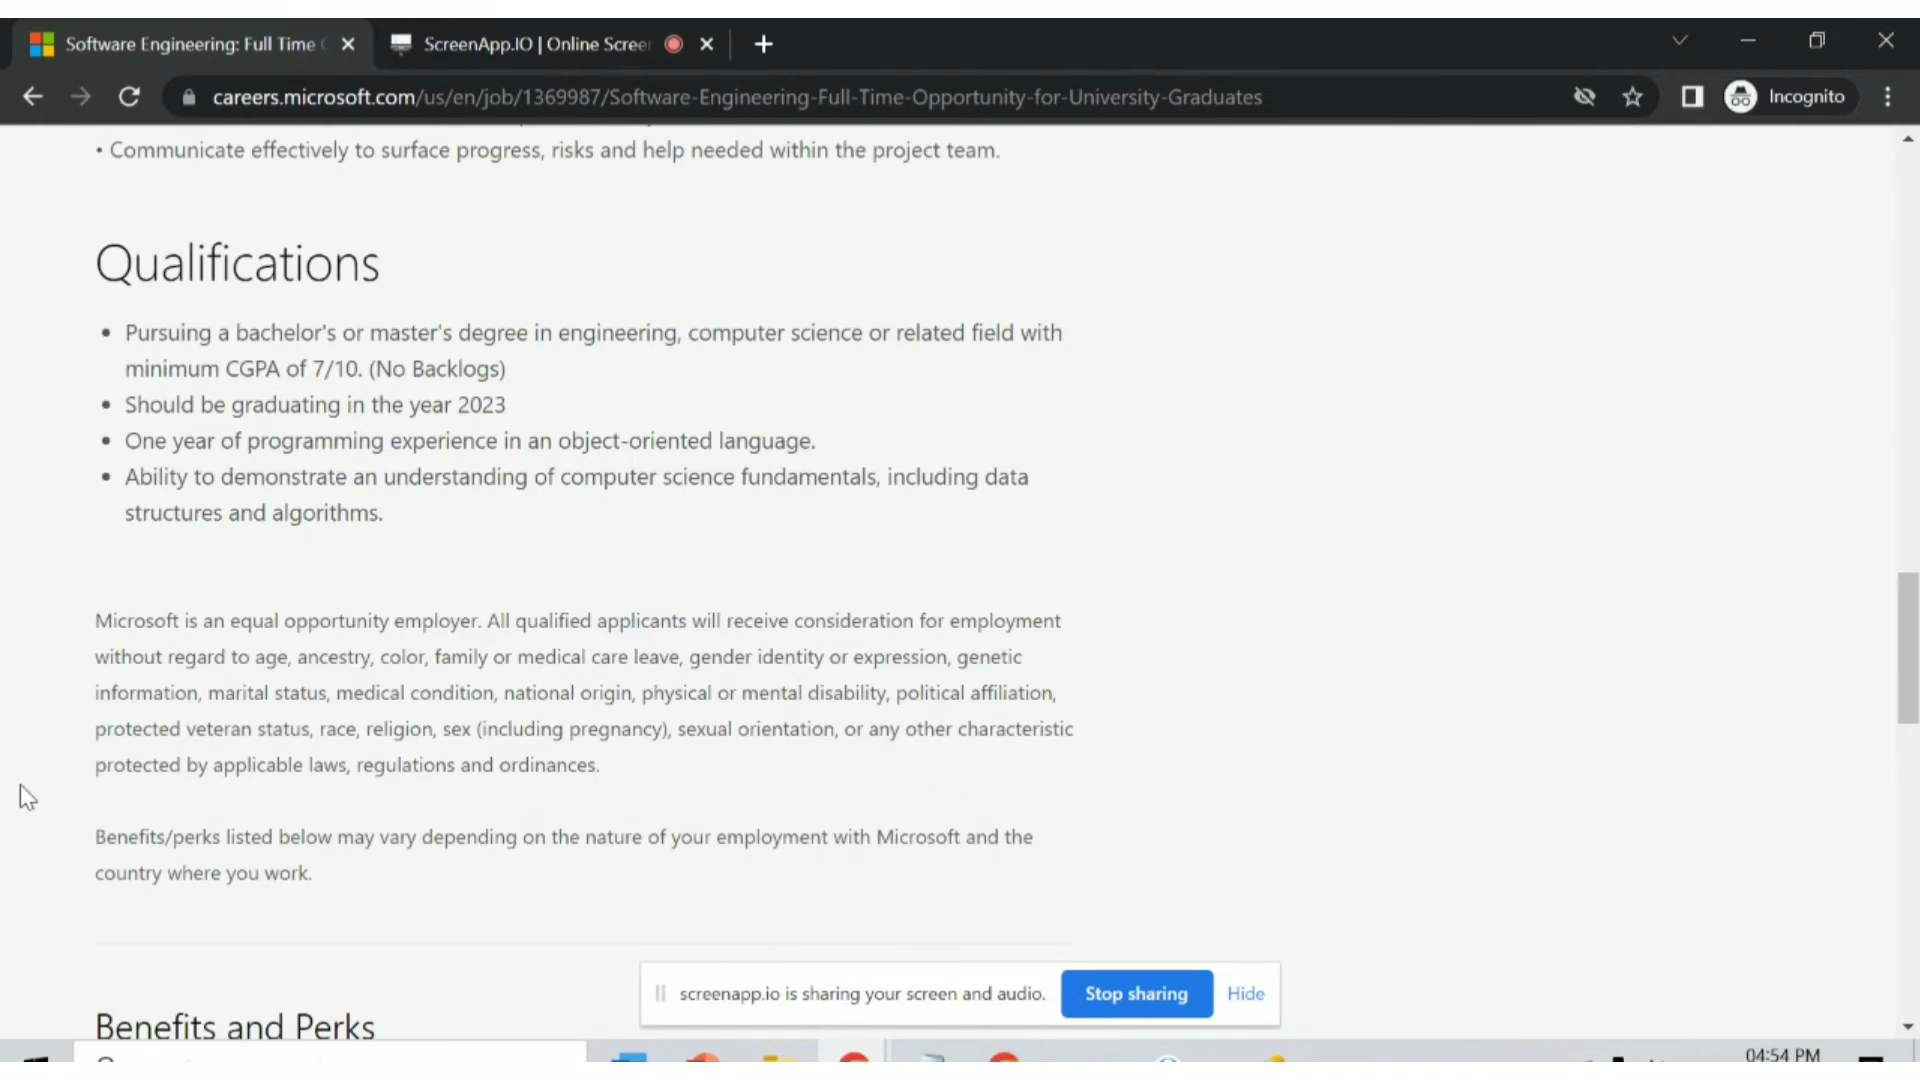 Software Engineering: Full Time
ScreenApp.IO | Online Screen
careers.microsoft.com/us/en/job/1369987/Software-Engineering-Full-Time-Opportunity-for-University-Graduates
Incognito
• Communicate effectively to surface progress, risks and help needed within the project team.
Qualifications
• Pursuing a bachelor's or master's degree in engineering, computer science or related field with
minimum CGPA of 7/10. (No Backlogs)
• Should be graduating in the year 2023
• One year of programming experience in an object-oriented language.
• Ability to demonstrate an understanding of computer science fundamentals, including data
structures and algorithms.
Microsoft is an equal opportunity employer. All qualified applicants will receive consideration for employment
without regard to age, ancestry, color, family or medical care leave, gender identity or expression, genetic
information, marital status, medical condition, national origin, physical or mental disability, political affiliation,
protected veteran status, race, religion, sex (including pregnancy), sexual orientation, or any other characteristic
protected by applicable laws, regulations and ordinances.
Benefits/perks listed below may vary depending on the nature of your employment with Microsoft and the
country where you work.
screenapp.io is sharing your screen and audio.
Stop sharing
Hide
Benefits and Perks
04:54 PM